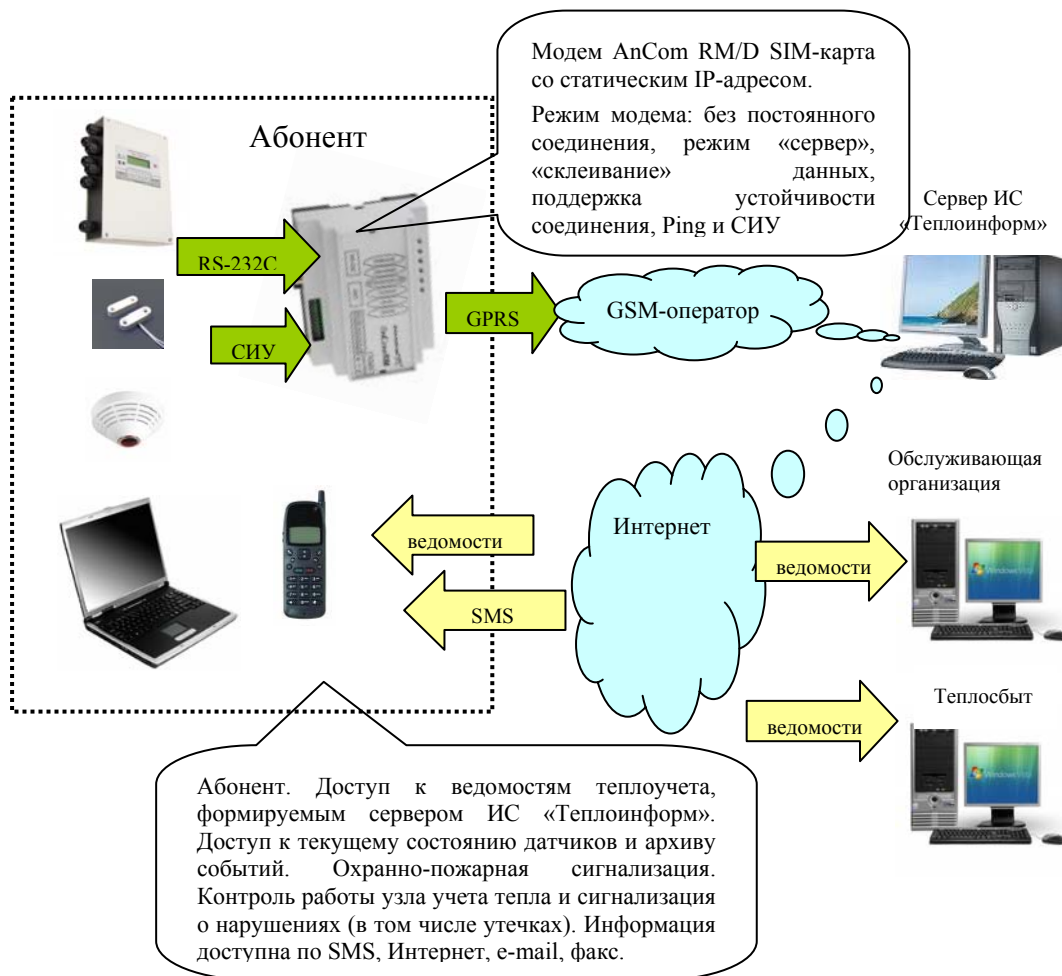 Модем AnCom RM/D SIM-карта
со статическим IP-адресом.
Режим модема: без постоянного
соединения, режим «сервер»,
«склеивание» данных,
поддержка устойчивости
соединения, Ping и СИУ
Абонент
Сервер ИС
«Теплоинформ»
RS-232C
СИУ
GPRS
GSM-оператор
Обслуживающая
организация
Интернет
ведомости
SMS
ведомости
Теплосбыт
ведомости
Абонент. Доступ к ведомостям теплоучета,
формируемым сервером ИС «Теплоинформ».
Доступ к текущему состоянию датчиков и архиву
событий. Охранно-пожарная сигнализация.
Контроль работы узла учета тепла и сигнализация
о нарушениях (в том числе утечках). Информация
доступна по SMS, Интернет, e-mail, факс.